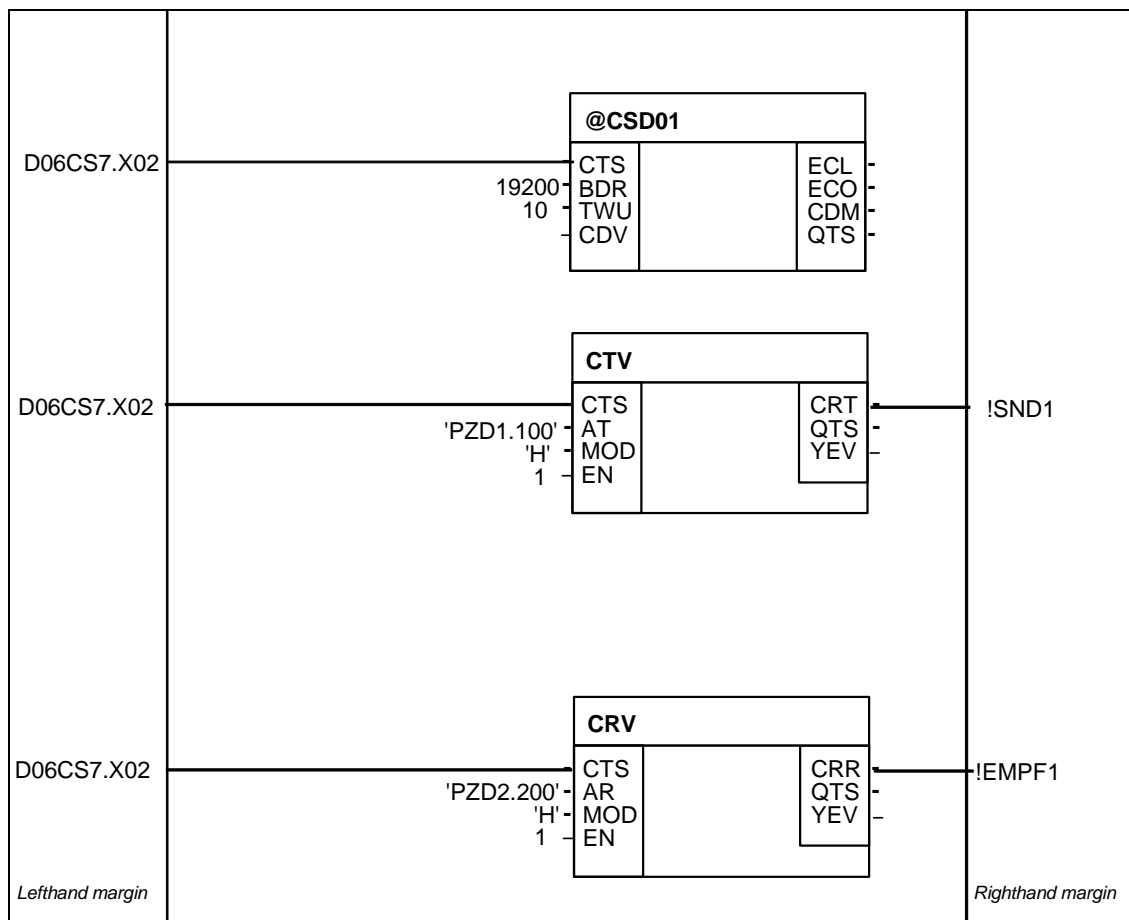 @CSD01
D06CS7.X02 CTS ECL
19200 BDR ECO
10 TWU CDM
CDV QTS
CTV
D06CS7.X02 CTS CRT !SND1
'PZD1.100' AT QTS
'H' MOD YEV
1 EN
CRV
D06CS7.X02 CTS CRR !EMPF1
'PZD2.200' AR QTS
'H' MOD YEV
1 EN
Lefthand margin Righthand margin